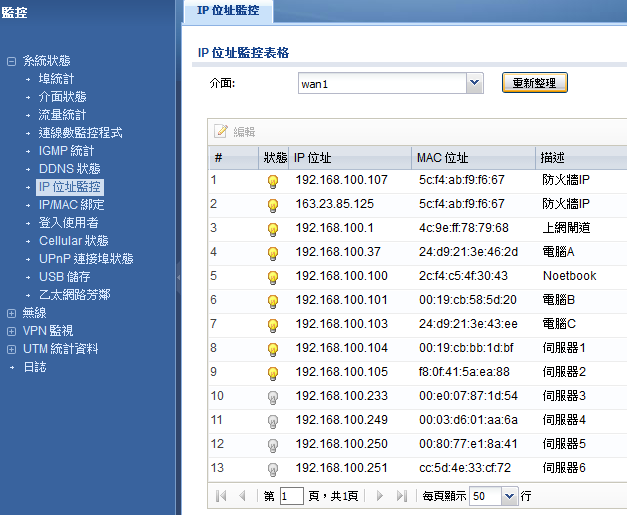 監控
系統狀態
埠統計
介面狀態
流量統計
連線數監控程式
IGMP 統計
DDNS 狀態
IP 位址監控
IP/MAC 綁定
登入使用者
Cellular 狀態
UPnP 連接埠狀態
USB 儲存
乙太網路芳鄰
無線
VPN 監視
UTM 統計資料
日誌
IP 位址監控
IP 位址監控表格
介面: wan1 重新整理
編輯
# 狀態 IP 位址 MAC 位址 描述
1 192.168.100.107 5c:f4:ab:f9:f6:67 防火牆IP
2 163.23.85.125 5c:f4:ab:f9:f6:67 防火牆IP
3 192.168.100.1 4c:9e:ff:78:79:68 上網閘道
4 192.168.100.37 24:d9:21:3e:46:2d 電腦A
5 192.168.100.100 2c:f4:c5:4f:30:43 Noetbook
6 192.168.100.101 00:19:cb:58:5d:20 電腦B
7 192.168.100.103 24:d9:21:3e:43:ee 電腦C
8 192.168.100.104 00:19:cb:bb:1d:bf 伺服器1
9 192.168.100.105 f8:0f:41:5a:ea:88 伺服器2
10 192.168.100.233 00:e0:07:87:1d:54 伺服器3
11 192.168.100.249 00:03:d6:01:aa:6a 伺服器4
12 192.168.100.250 00:80:77:e1:8a:41 伺服器5
13 192.168.100.251 cc:5d:4e:33:cf:72 伺服器6
第 1 頁，共1頁 每頁顯示 50 行